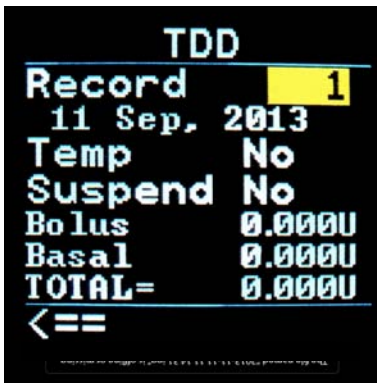 TDD
Record 1
11 Sep, 2013
Temp No
Suspend No
Bolus 0.000U
Basal 0.000U
TOTAL= 0.000U
<==